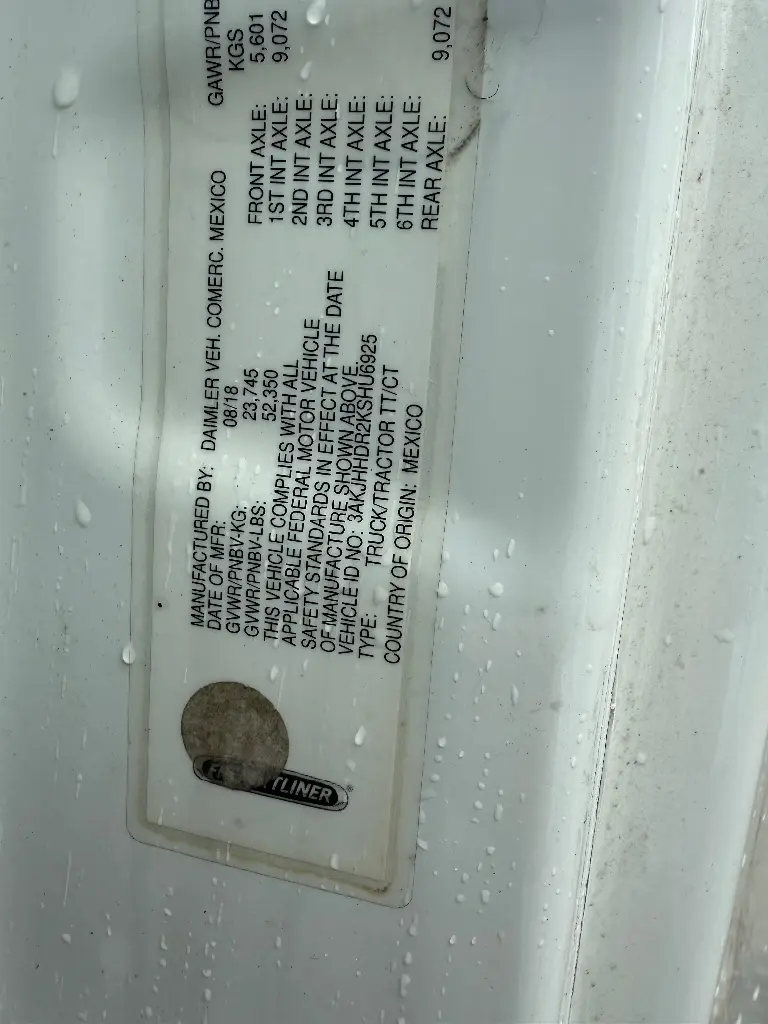 MANUFACTURED BY: DAIMLER VEH. COMERC. MEXICO
DATE OF MFR: 08/18
GVWR/PNBV-KG: 23,745
GVWR/PNBV-LBS: 52,350
THIS VEHICLE COMPLIES WITH ALL
APPLICABLE FEDERAL MOTOR VEHICLE
SAFETY STANDARDS IN EFFECT AT THE DATE
OF MANUFACTURE SHOWN ABOVE.
VEHICLE ID NO: 3AKJHHDR2KSHU6925
TYPE: TRUCK/TRACTOR TT/CT
COUNTRY OF ORIGIN: MEXICO
GAWR/PNB
KGS
FRONT AXLE: 5,601
1ST INT AXLE: 9,072
2ND INT AXLE:
3RD INT AXLE:
4TH INT AXLE:
5TH INT AXLE:
6TH INT AXLE:
REAR AXLE: 9,072